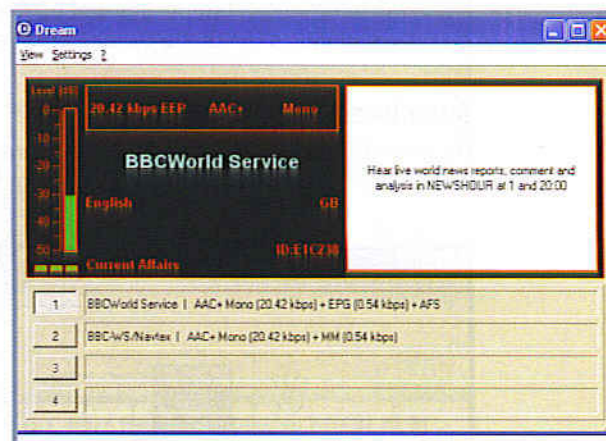 Dream
View Settings ?
Level [dB]
0
-10
-20
-30
-40
-50
20.42 kbps EEP AAC+ Mono
BBCWorld Service
English GB
ID:E1C238
Current Affairs
Hear live world news reports, comment and
analysis in NEWSHOUR at 1 and 20:00
1 BBCWorld Service | AAC+ Mono (20.42 kbps) + EPG (0.54 kbps) + AFS
2 BBC-WS/Navtex | AAC+ Mono (20.42 kbps) + MM (0.54 kbps)
3
4